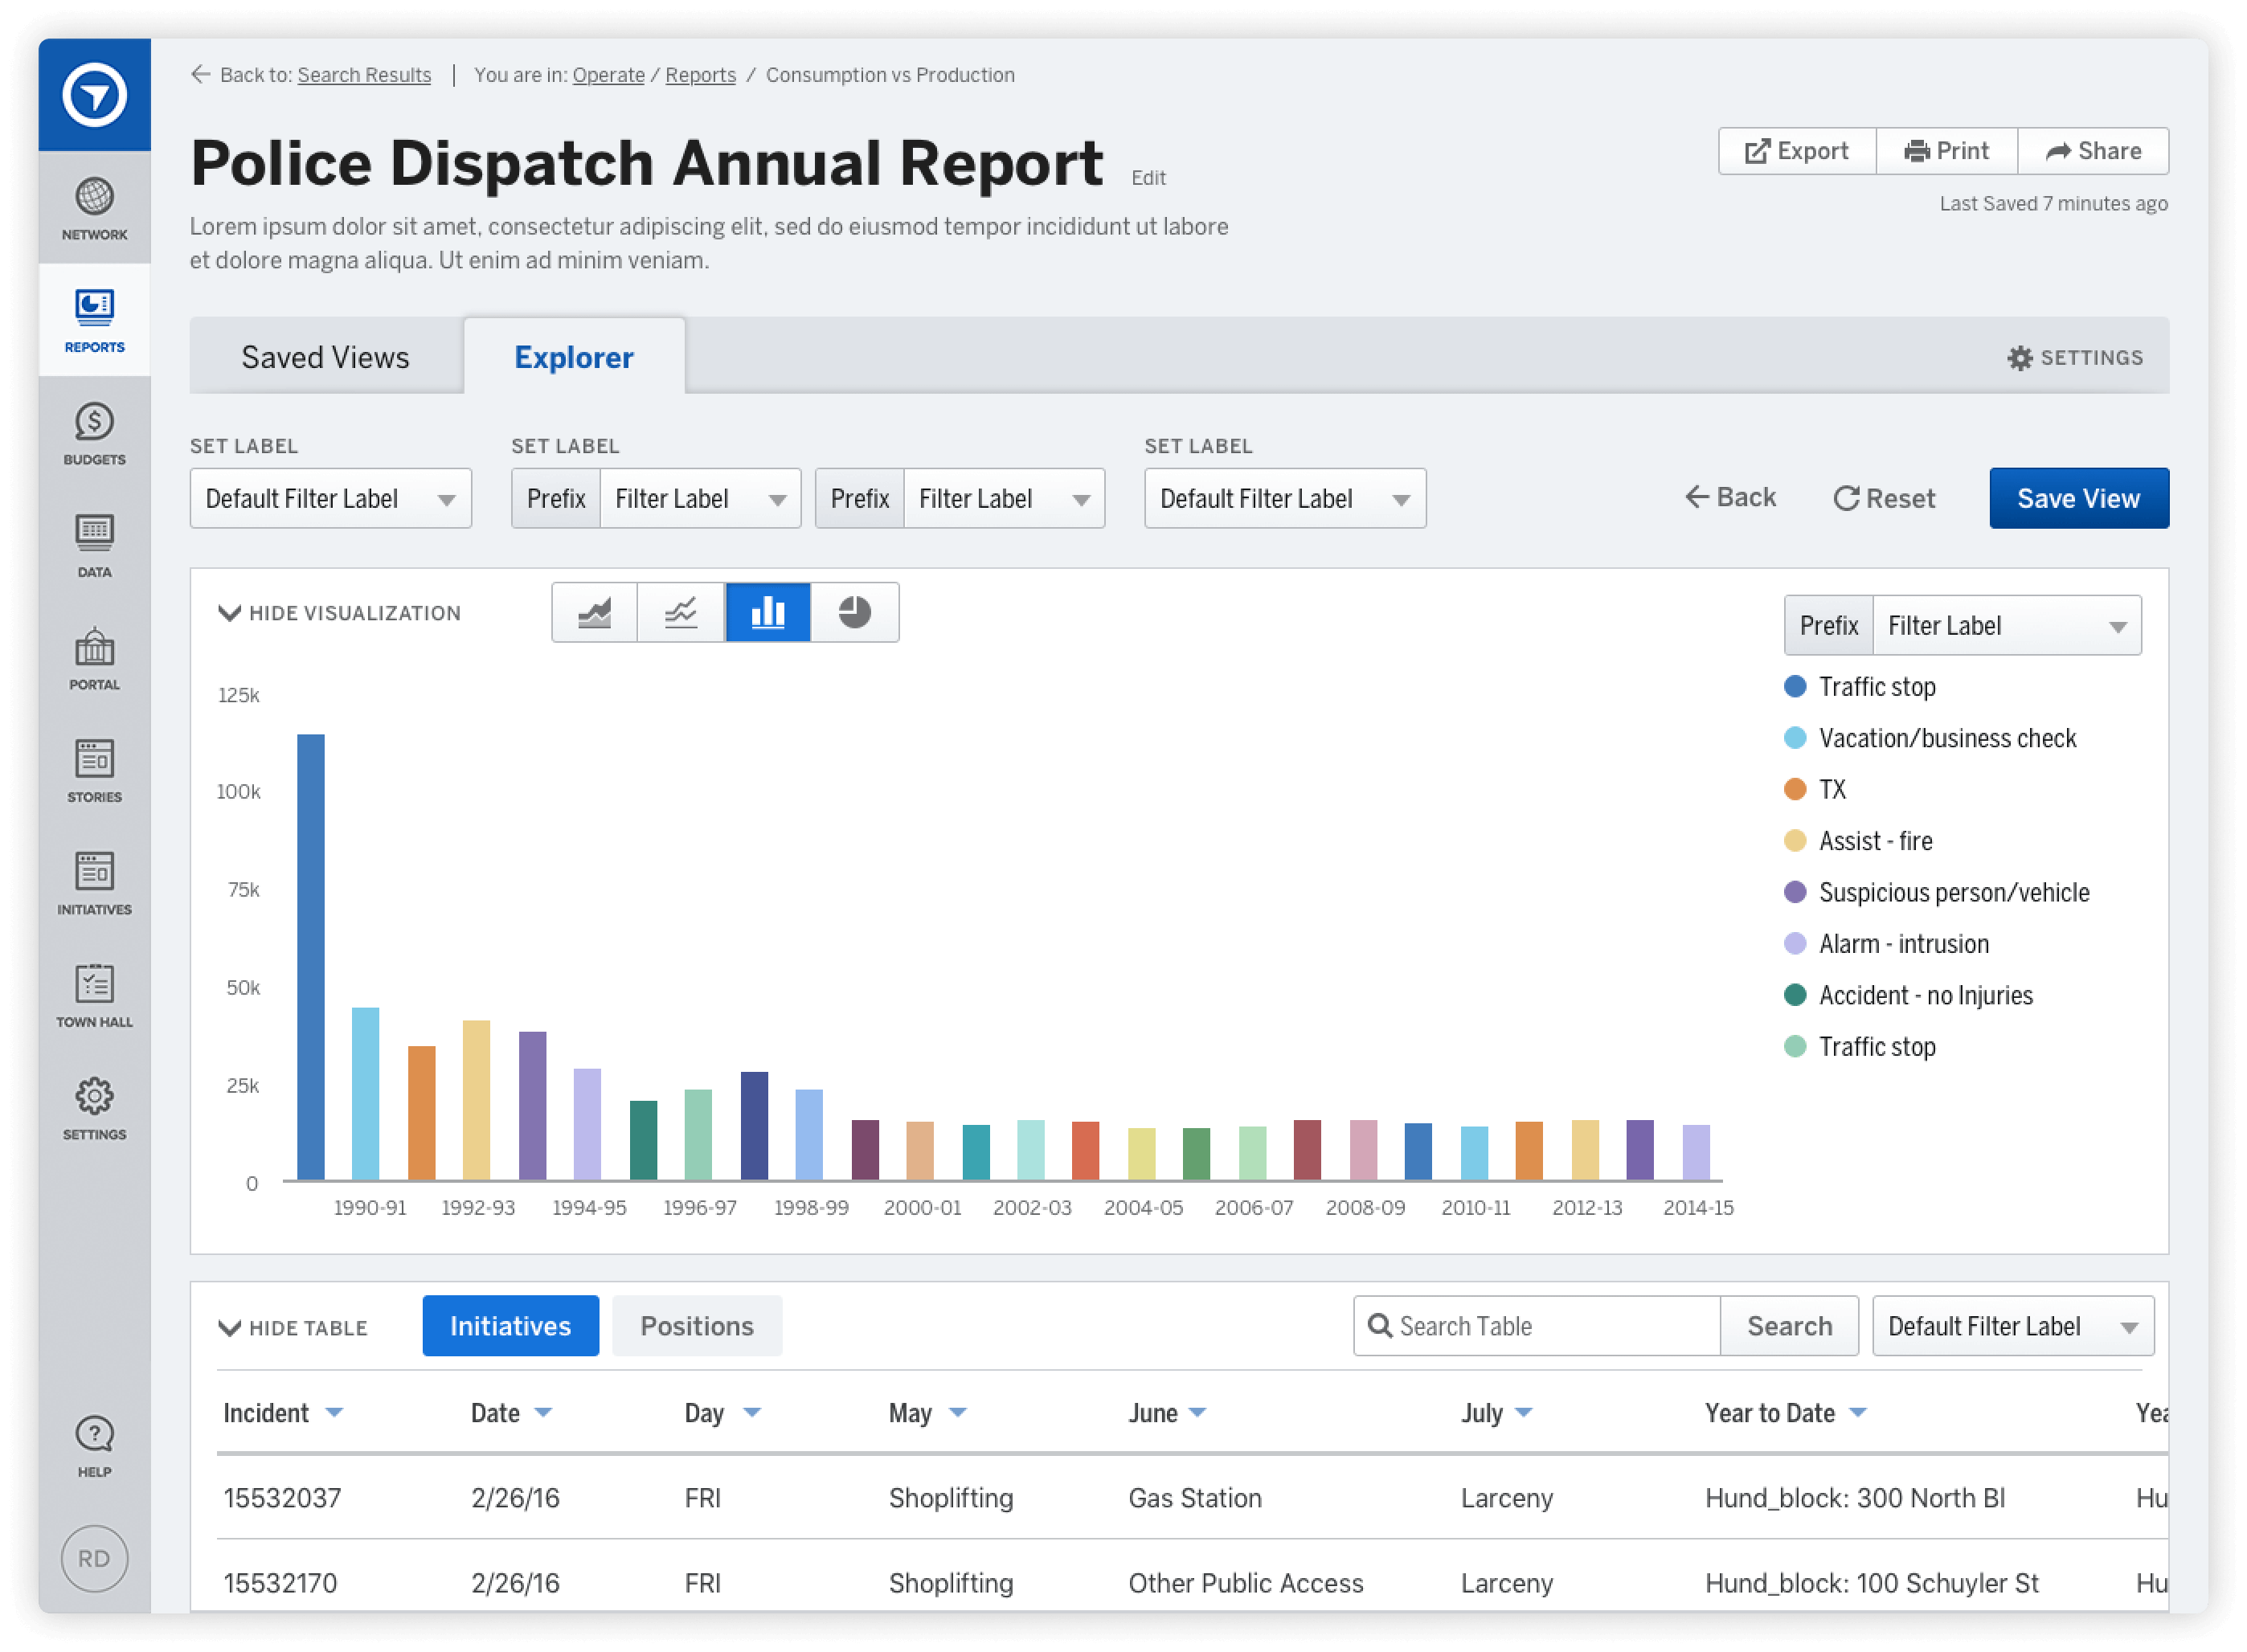 Back to: Search Results | You are in: Operate / Reports / Consumption vs Production
Police Dispatch Annual Report Edit
Export Print Share
Last Saved 7 minutes ago
Lorem ipsum dolor sit amet, consectetur adipiscing elit, sed do eiusmod tempor incididunt ut labore
et dolore magna aliqua. Ut enim ad minim veniam.
NETWORK
REPORTS
BUDGETS
DATA
PORTAL
STORIES
INITIATIVES
TOWN HALL
SETTINGS
HELP
RD
Saved Views Explorer SETTINGS
SET LABEL SET LABEL SET LABEL
Default Filter Label Prefix Filter Label Prefix Filter Label Default Filter Label Back Reset Save View
HIDE VISUALIZATION
Prefix Filter Label
Traffic stop
Vacation/business check
TX
Assist - fire
Suspicious person/vehicle
Alarm - intrusion
Accident - no Injuries
Traffic stop
125k
100k
75k
50k
25k
0
1990-91 1992-93 1994-95 1996-97 1998-99 2000-01 2002-03 2004-05 2006-07 2008-09 2010-11 2012-13 2014-15
HIDE TABLE Initiatives Positions Search Table Search Default Filter Label
Incident Date Day May June July Year to Date Yea
15532037 2/26/16 FRI Shoplifting Gas Station Larceny Hund_block: 300 North Bl Hu
15532170 2/26/16 FRI Shoplifting Other Public Access Larceny Hund_block: 100 Schuyler St Hu